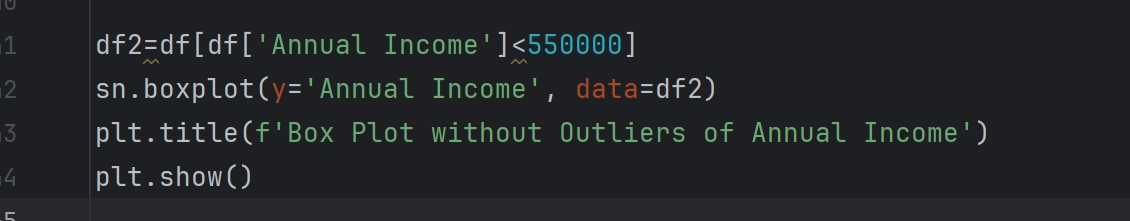 df2=df[df['Annual Income']<550000]
sn.boxplot(y='Annual Income', data=df2)
plt.title(f'Box Plot without Outliers of Annual Income')
plt.show()